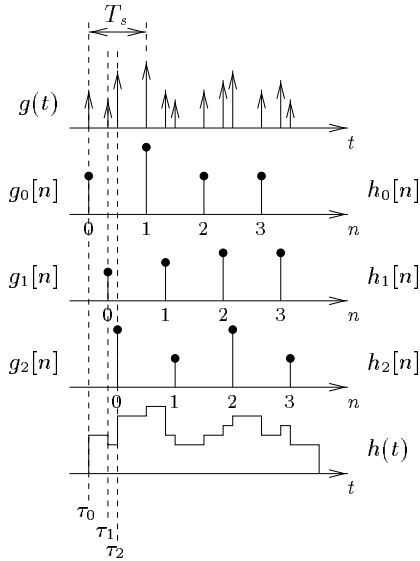 T_s
g(t)
t
g_0[n] h_0[n]
0 1 2 3 n
g_1[n] h_1[n]
0 1 2 3 n
g_2[n] h_2[n]
0 1 2 3 n
h(t)
t
τ_0
τ_1
τ_2